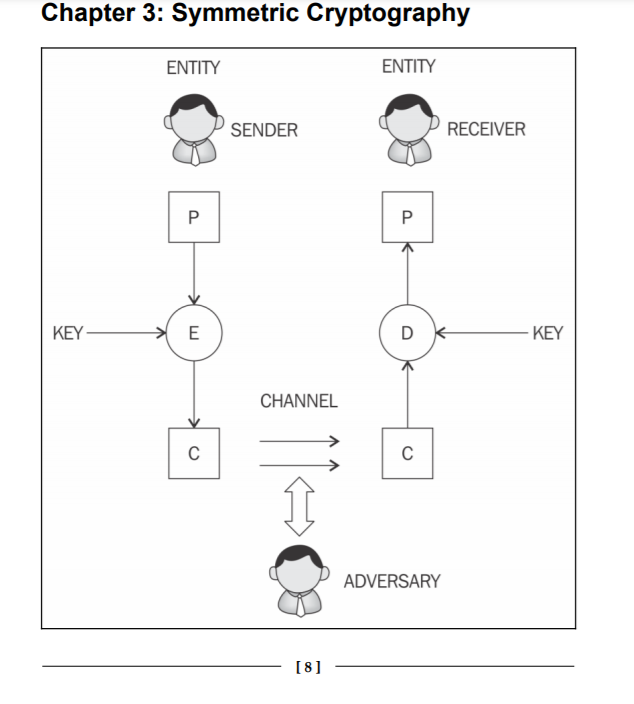 Chapter 3: Symmetric Cryptography
ENTITY ENTITY
SENDER RECEIVER
P P
KEY E D KEY
CHANNEL
C C
ADVERSARY
[ 8 ]